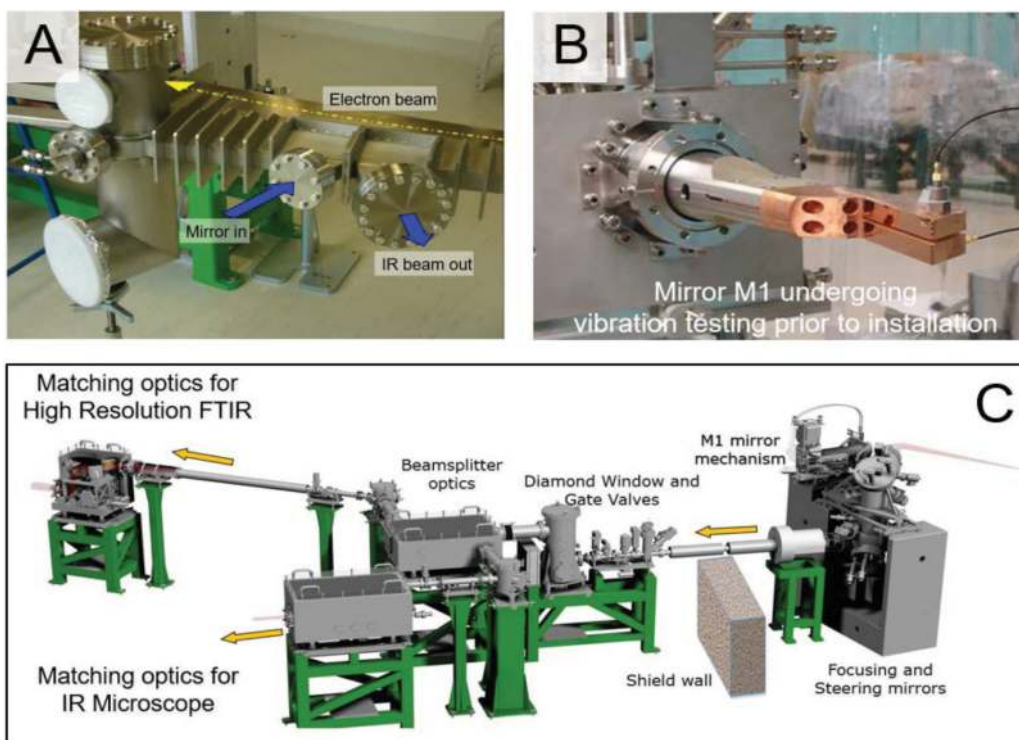 A
Electron beam
Mirror in
IR beam out
B
Mirror M1 undergoing
vibration testing prior to installation
C
Matching optics for
High Resolution FTIR
Beamsplitter
optics
Diamond Window and
Gate Valves
M1 mirror
mechanism
Matching optics for
IR Microscope
Shield wall
Focusing and
Steering mirrors